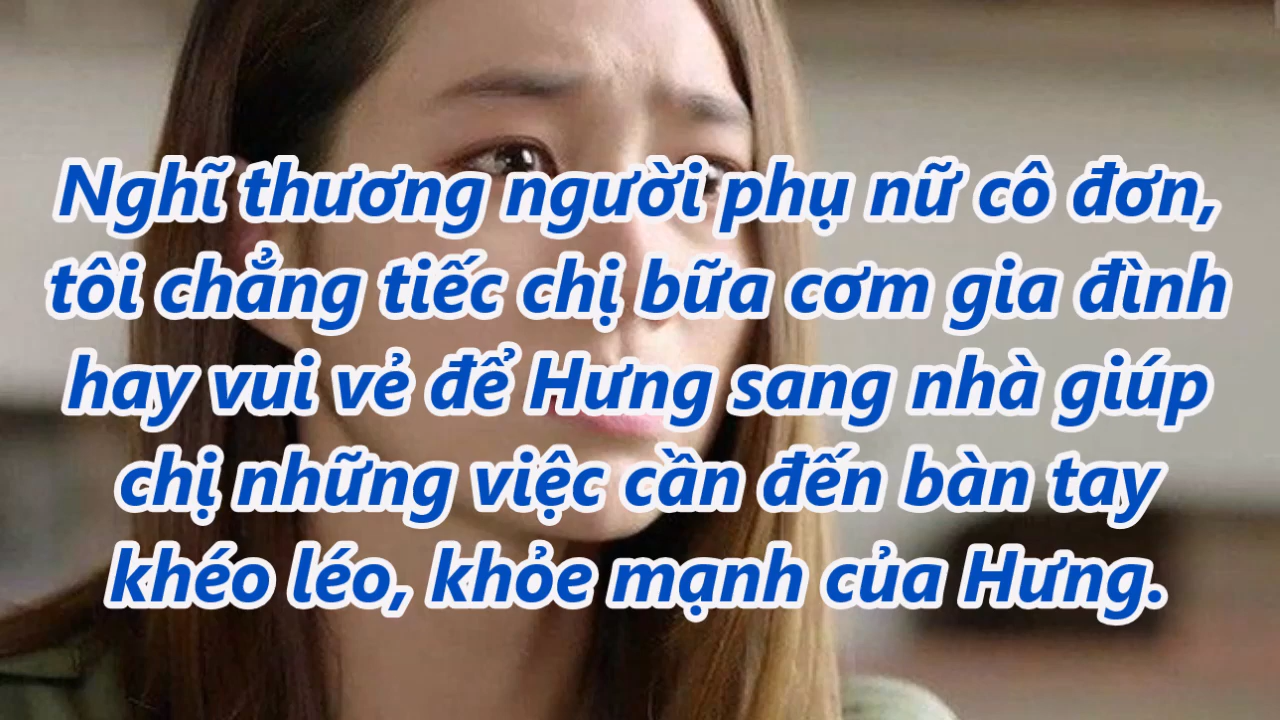 Nghĩ thương người phụ nữ cô đơn,
tôi chẳng tiếc chị bữa cơm gia đình
hay vui vẻ để Hưng sang nhà giúp
chị những việc cần đến bàn tay
khéo léo, khỏe mạnh của Hưng.